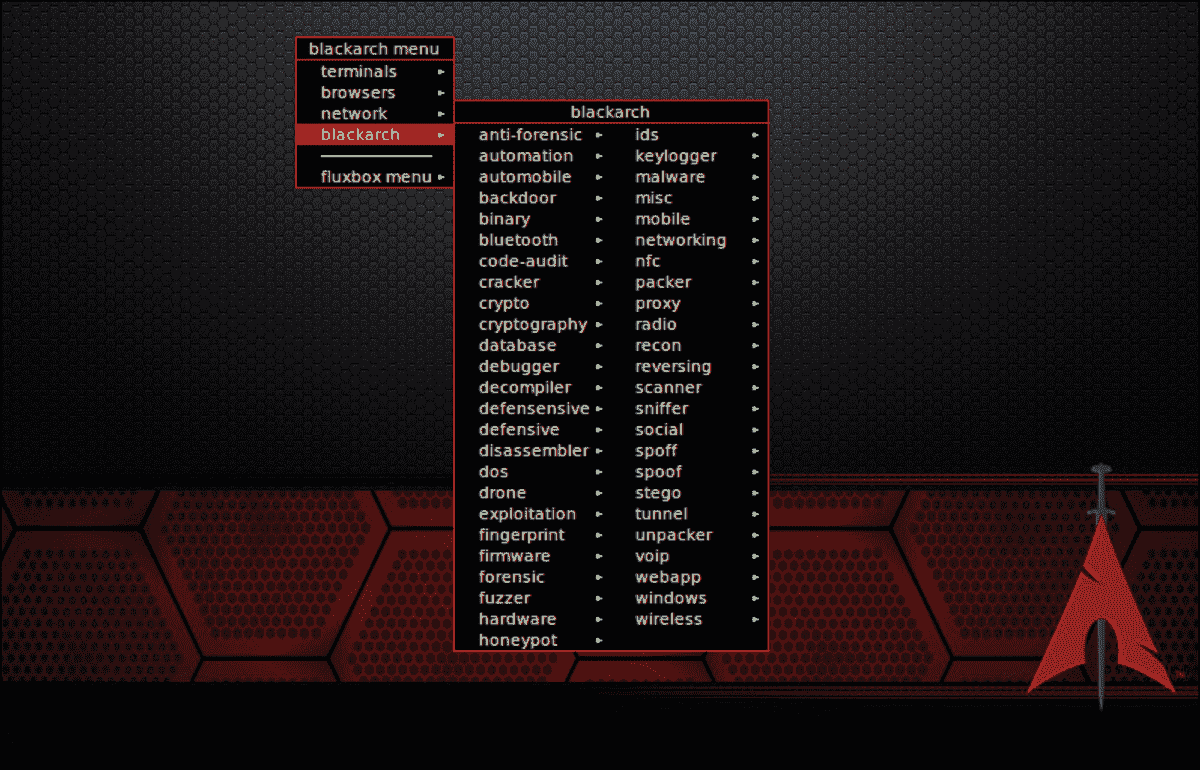 blackarch menu
terminals
browsers
network
blackarch
fluxbox menu
blackarch
anti-forensic
automation
automobile
backdoor
binary
bluetooth
code-audit
cracker
crypto
cryptography
database
debugger
decompiler
defensensive
defensive
disassembler
dos
drone
exploitation
fingerprint
firmware
forensic
fuzzer
hardware
honeypot
ids
keylogger
malware
misc
mobile
networking
nfc
packer
proxy
radio
recon
reversing
scanner
sniffer
social
spoff
spoof
stego
tunnel
unpacker
voip
webapp
windows
wireless